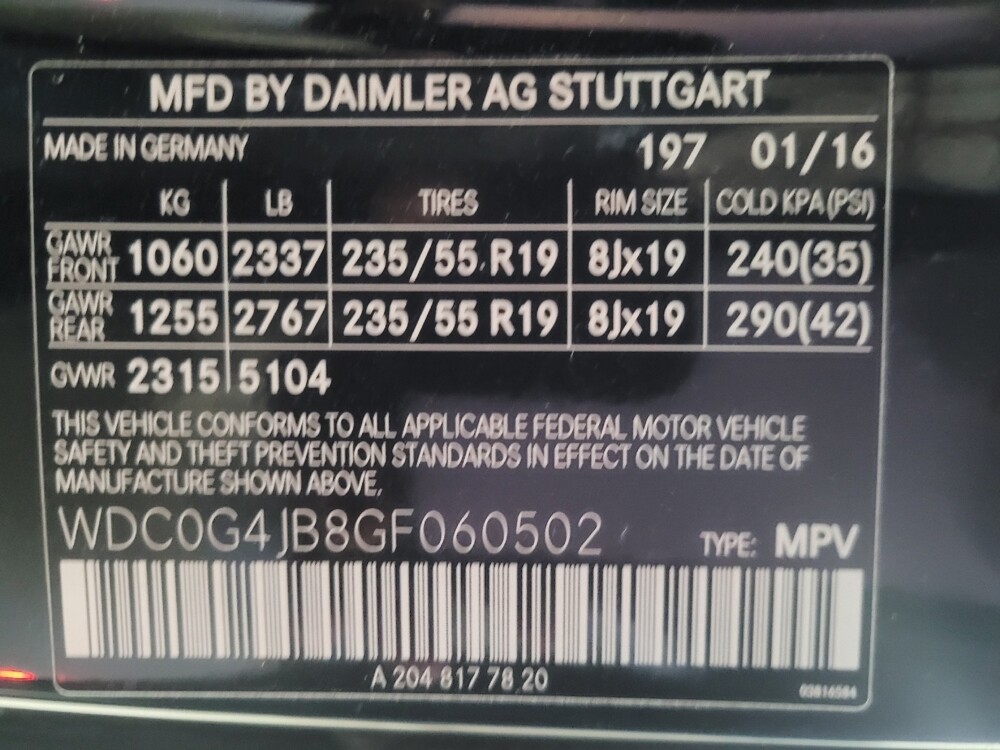 MFD BY DAIMLER AG STUTTGART
MADE IN GERMANY 197 01/16
KG LB TIRES RIM SIZE COLD KPA (PSI)
GAWR FRONT 1060 2337 235/55 R19 8Jx19 240(35)
GAWR REAR 1255 2767 235/55 R19 8Jx19 290(42)
GVWR 2315 5104
THIS VEHICLE CONFORMS TO ALL APPLICABLE FEDERAL MOTOR VEHICLE
SAFETY AND THEFT PREVENTION STANDARDS IN EFFECT ON THE DATE OF
MANUFACTURE SHOWN ABOVE.
WDC0G4JB8GF060502 TYPE: MPV
A 204 817 78 20
03816584